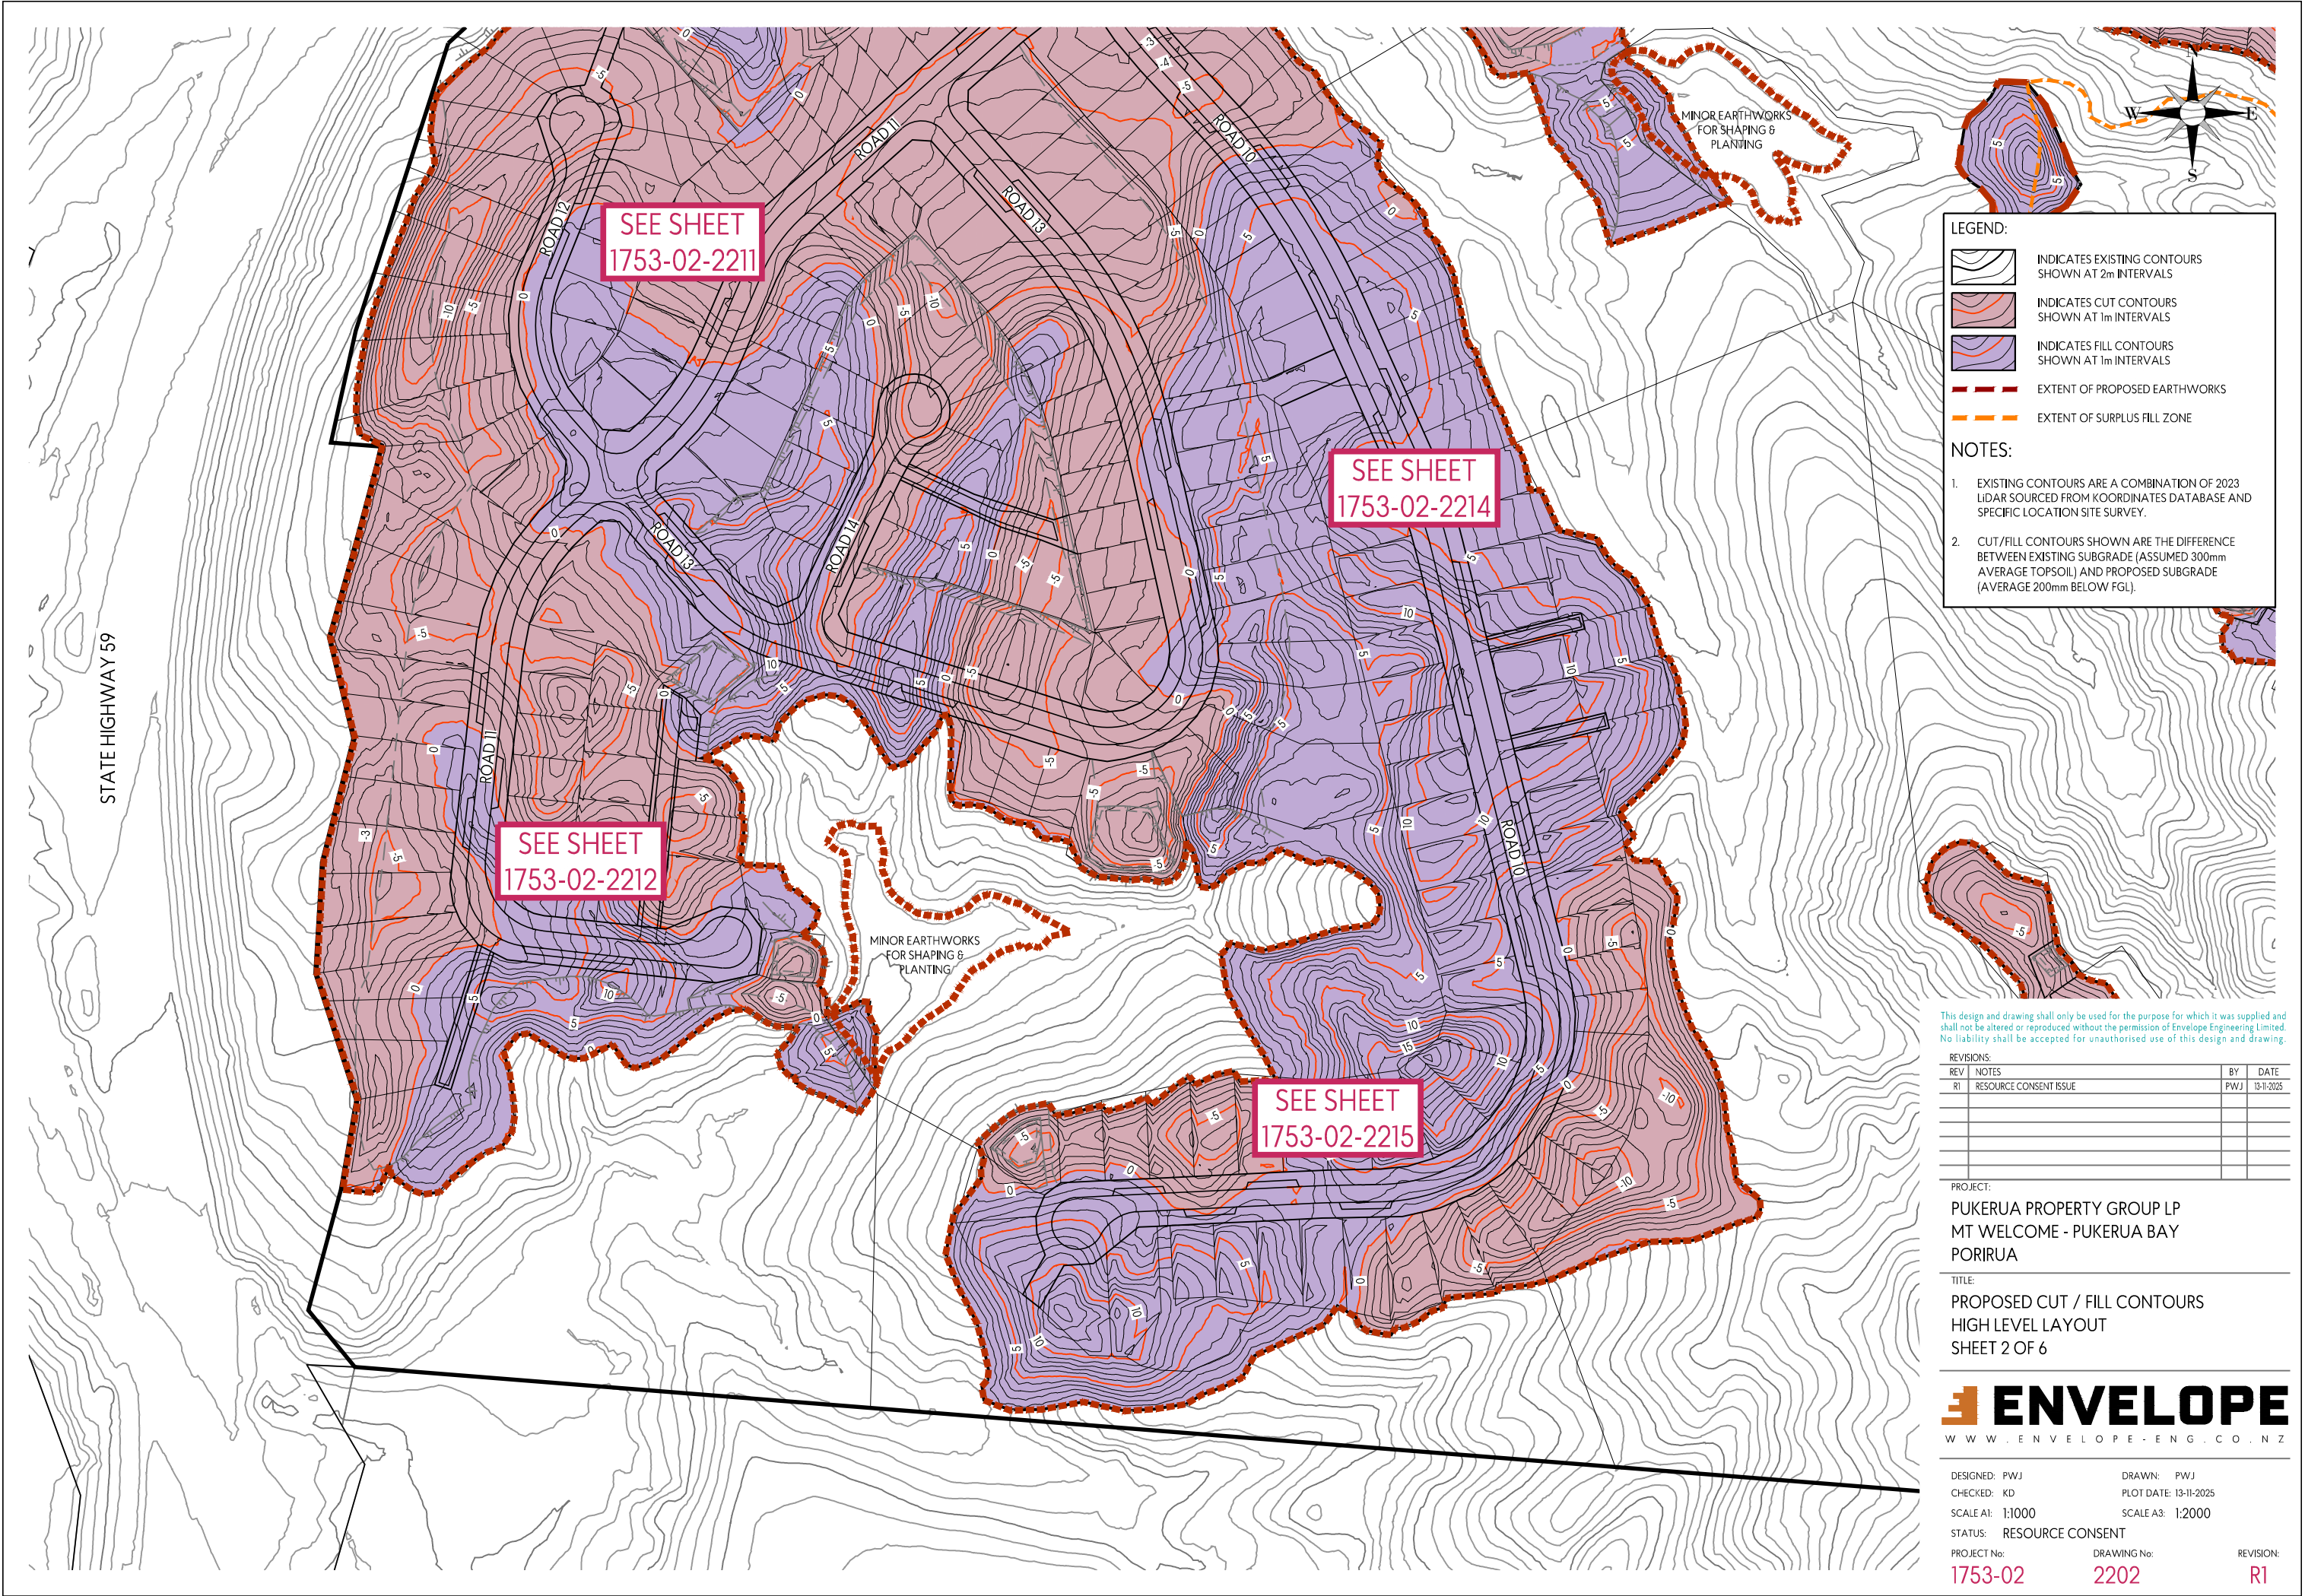 SEE SHEET
1753-02-2211
SEE SHEET
1753-02-2214
SEE SHEET
1753-02-2212
SEE SHEET
1753-02-2215
ROAD 12
ROAD 11
ROAD 13
ROAD 10
ROAD 13
ROAD 14
ROAD 11
ROAD 10
STATE HIGHWAY 59
MINOR EARTHWORKS
FOR SHAPING &
PLANTING
MINOR EARTHWORKS
FOR SHAPING &
PLANTING
W
E
S
LEGEND:
INDICATES EXISTING CONTOURS
SHOWN AT 2m INTERVALS
INDICATES CUT CONTOURS
SHOWN AT 1m INTERVALS
INDICATES FILL CONTOURS
SHOWN AT 1m INTERVALS
EXTENT OF PROPOSED EARTHWORKS
EXTENT OF SURPLUS FILL ZONE
NOTES:
1. EXISTING CONTOURS ARE A COMBINATION OF 2023
LiDAR SOURCED FROM KOORDINATES DATABASE AND
SPECIFIC LOCATION SITE SURVEY.
2. CUT/FILL CONTOURS SHOWN ARE THE DIFFERENCE
BETWEEN EXISTING SUBGRADE (ASSUMED 300mm
AVERAGE TOPSOIL) AND PROPOSED SUBGRADE
(AVERAGE 200mm BELOW FGL).
This design and drawing shall only be used for the purpose for which it was supplied and
shall not be altered or reproduced without the permission of Envelope Engineering Limited.
No liability shall be accepted for unauthorised use of this design and drawing.
REVISIONS:
REV NOTES BY DATE
R1 RESOURCE CONSENT ISSUE PWJ 13-11-2025
PROJECT:
PUKERUA PROPERTY GROUP LP
MT WELCOME - PUKERUA BAY
PORIRUA
TITLE:
PROPOSED CUT / FILL CONTOURS
HIGH LEVEL LAYOUT
SHEET 2 OF 6
ENVELOPE
WWW.ENVELOPE-ENG.CO.NZ
DESIGNED: PWJ DRAWN: PWJ
CHECKED: KD PLOT DATE: 13-11-2025
SCALE A1: 1:1000 SCALE A3: 1:2000
STATUS: RESOURCE CONSENT
PROJECT No: DRAWING No: REVISION:
1753-02 2202 R1